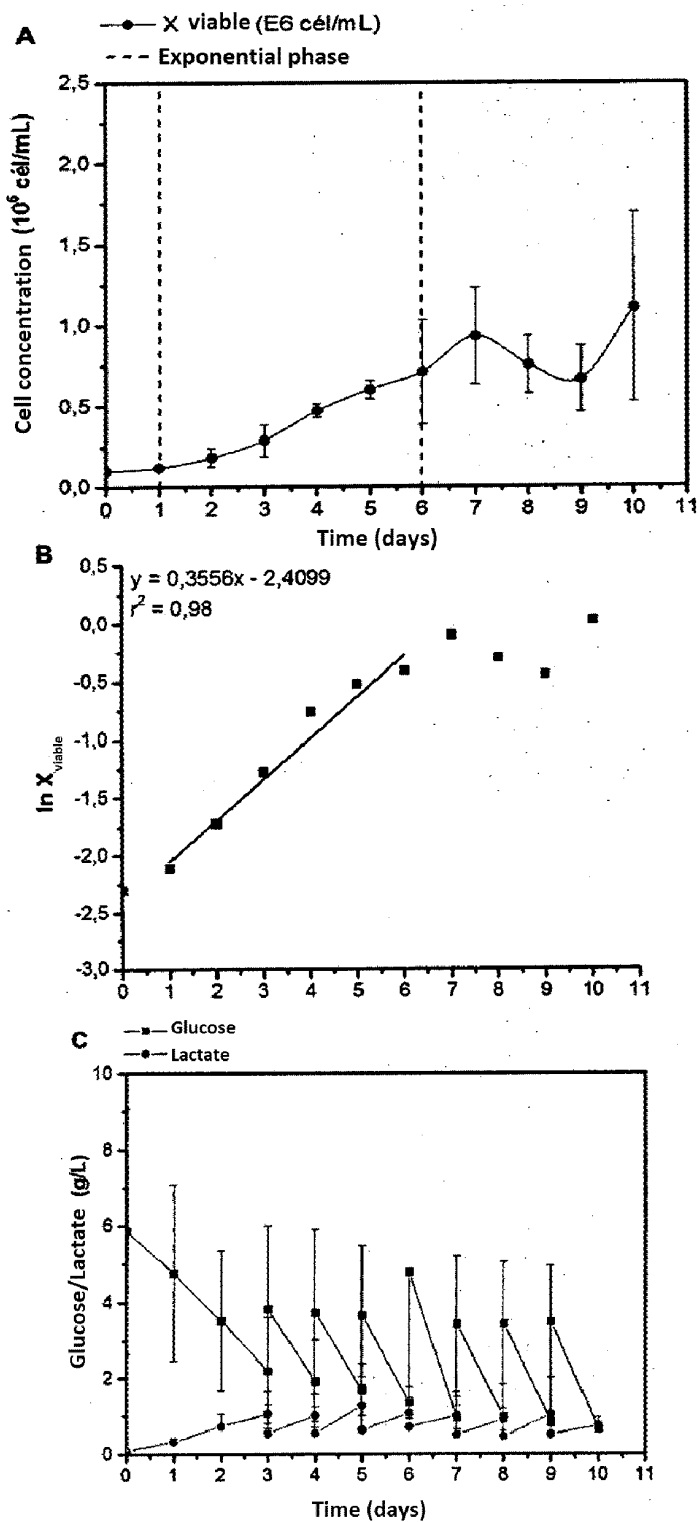 A
X viable (E6 cél/mL)
Exponential phase
Cell concentration (10⁶ cél/mL)
2,5
2,0
1,5
1,0
0,5
0,0
0 1 2 3 4 5 6 7 8 9 10 11
Time (days)
B
y = 0,3556x - 2,4099
r² = 0,98
ln X viable
0,5
0,0
-0,5
-1,0
-1,5
-2,0
-2,5
-3,0
0 1 2 3 4 5 6 7 8 9 10 11
C
Glucose
Lactate
Glucose/Lactate (g/L)
10
8
6
4
2
0
0 1 2 3 4 5 6 7 8 9 10 11
Time (days)